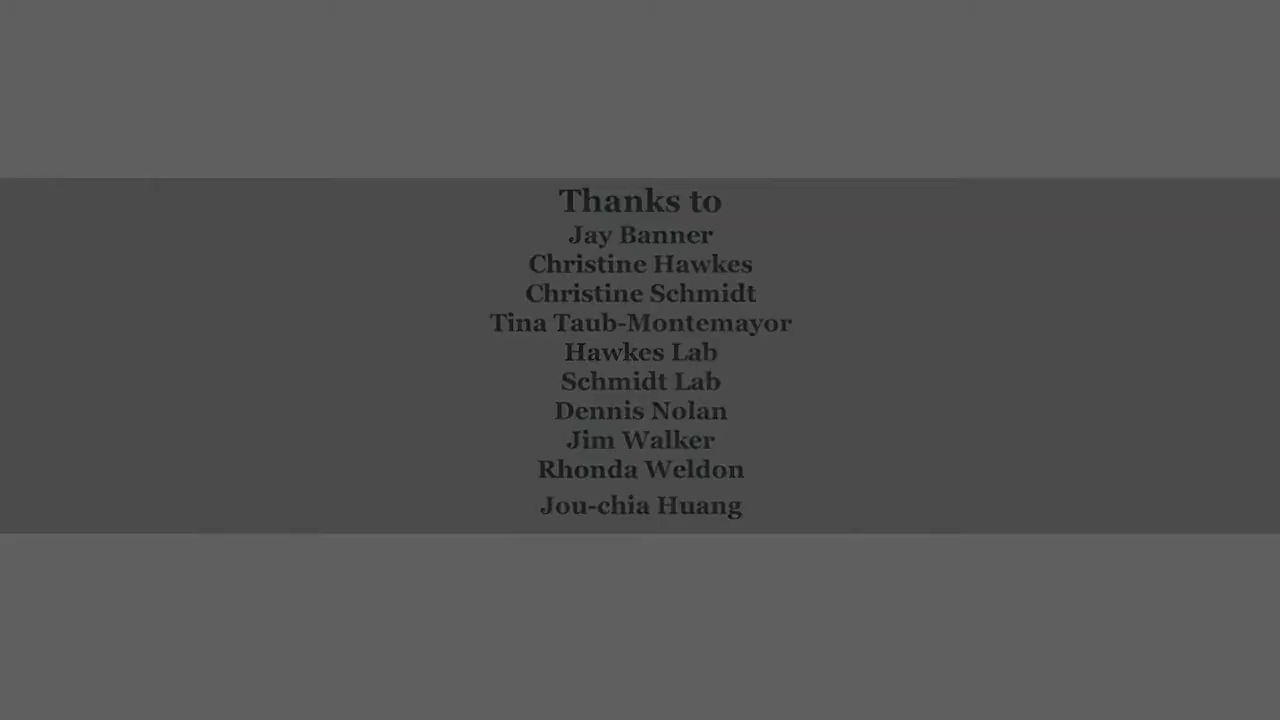 Thanks to
Jay Banner
Christine Hawkes
Christine Schmidt
Tina Taub-Montemayor
Hawkes Lab
Schmidt Lab
Dennis Nolan
Jim Walker
Rhonda Weldon
Jou-chia Huang